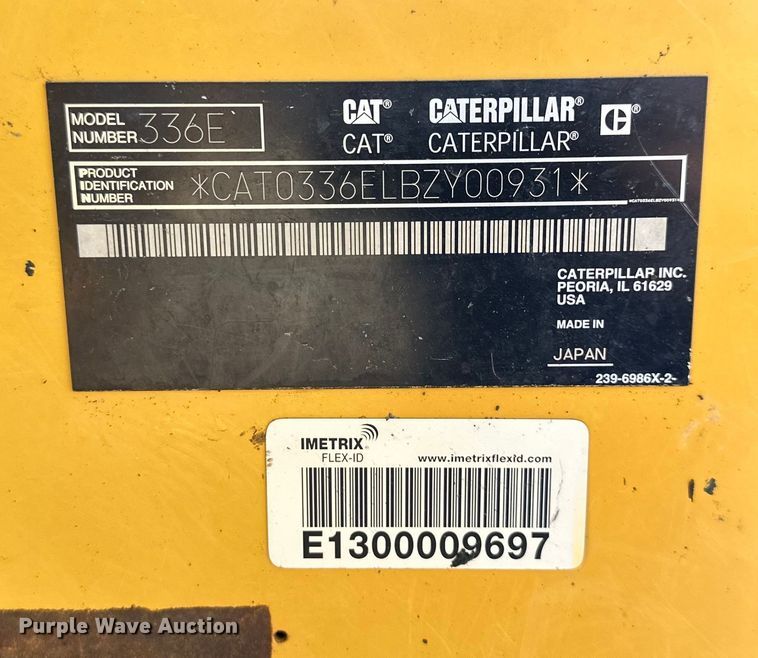 MODEL NUMBER 336E
CAT® CATERPILLAR®
CAT® CATERPILLAR®
PRODUCT IDENTIFICATION NUMBER *CAT0336ELBZY00931*
*CAT0336ELBZY00931*
CATERPILLAR INC.
PEORIA, IL 61629
USA
MADE IN
JAPAN
239-6986X-2-
IMETRIX®
FLEX-ID
www.imetrixflexid.com
E1300009697
Purple Wave Auction